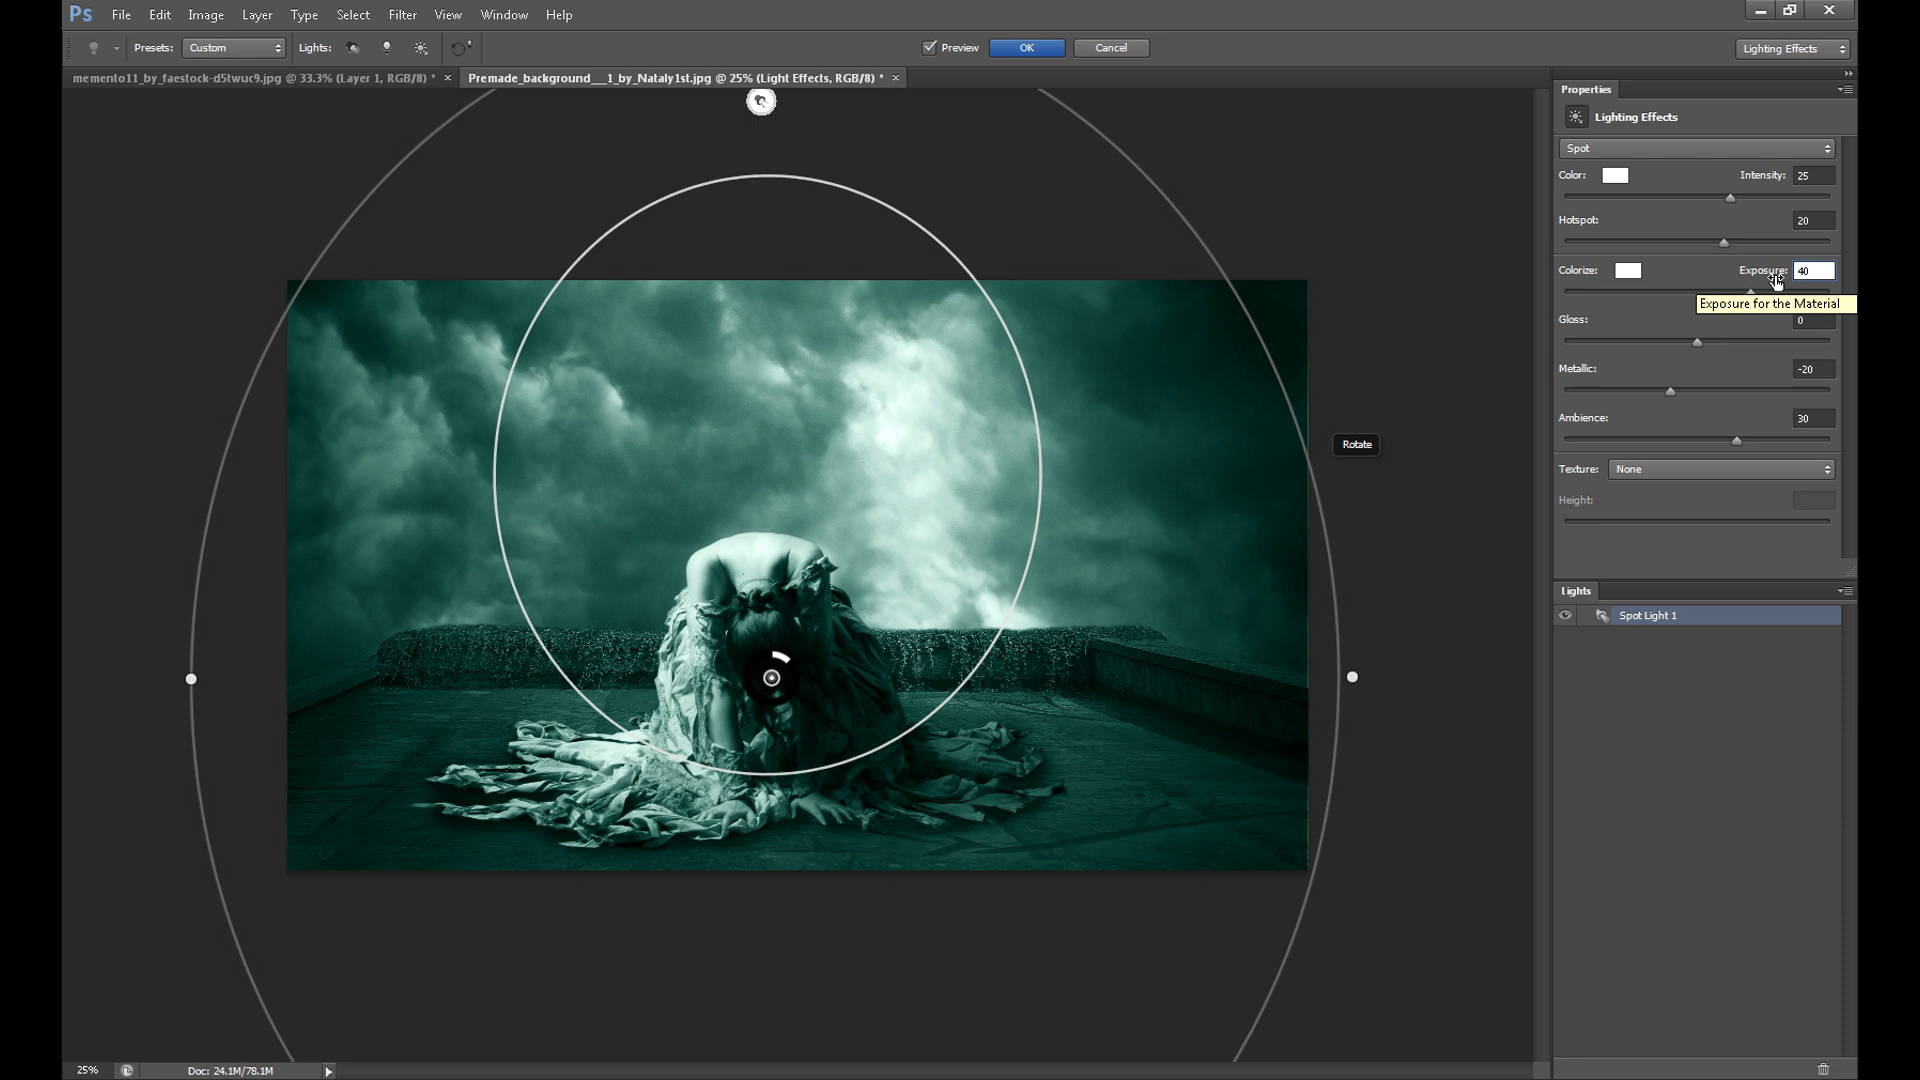 Ps File Edit Image Layer Type Select Filter View Window Help
Presets: Custom Lights: Preview OK Cancel Lighting Effects
memento11_by_faestock-d5twuc9.jpg @ 33.3% (Layer 1, RGB/8) * × Premade_background___1_by_Nataly1st.jpg @ 25% (Light Effects, RGB/8) * ×
Properties
Lighting Effects
Spot
Color: Intensity: 25
Hotspot: 20
Colorize: Exposure: 40
Exposure for the Material
Gloss: 0
Metallic: -20
Ambience: 30
Rotate
Texture: None
Height:
Lights
Spot Light 1
25% Doc: 24.1M/78.1M